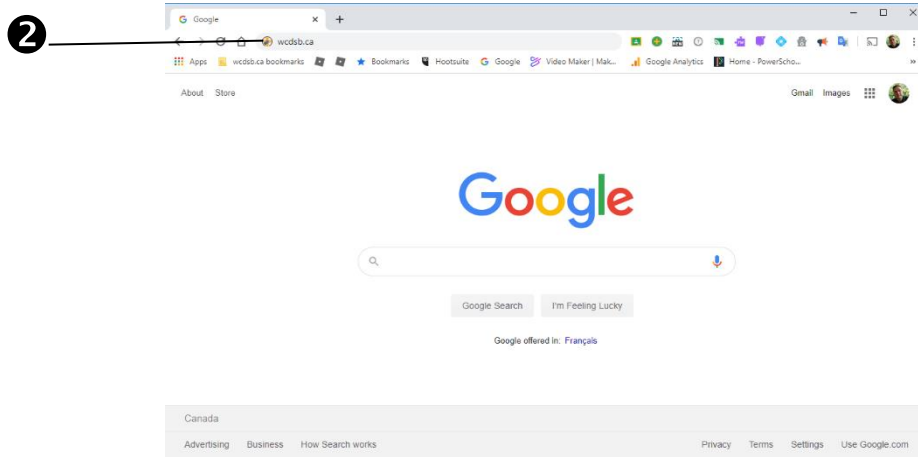 2
Google
wcdsb.ca
Apps wcdsb.ca bookmarks Bookmarks Hootsuite Google Video Maker | Mak... Google Analytics Home - PowerScho... »
About Store Gmail Images
Google
Google Search I'm Feeling Lucky
Google offered in: Français
Canada
Advertising Business How Search works Privacy Terms Settings Use Google.com